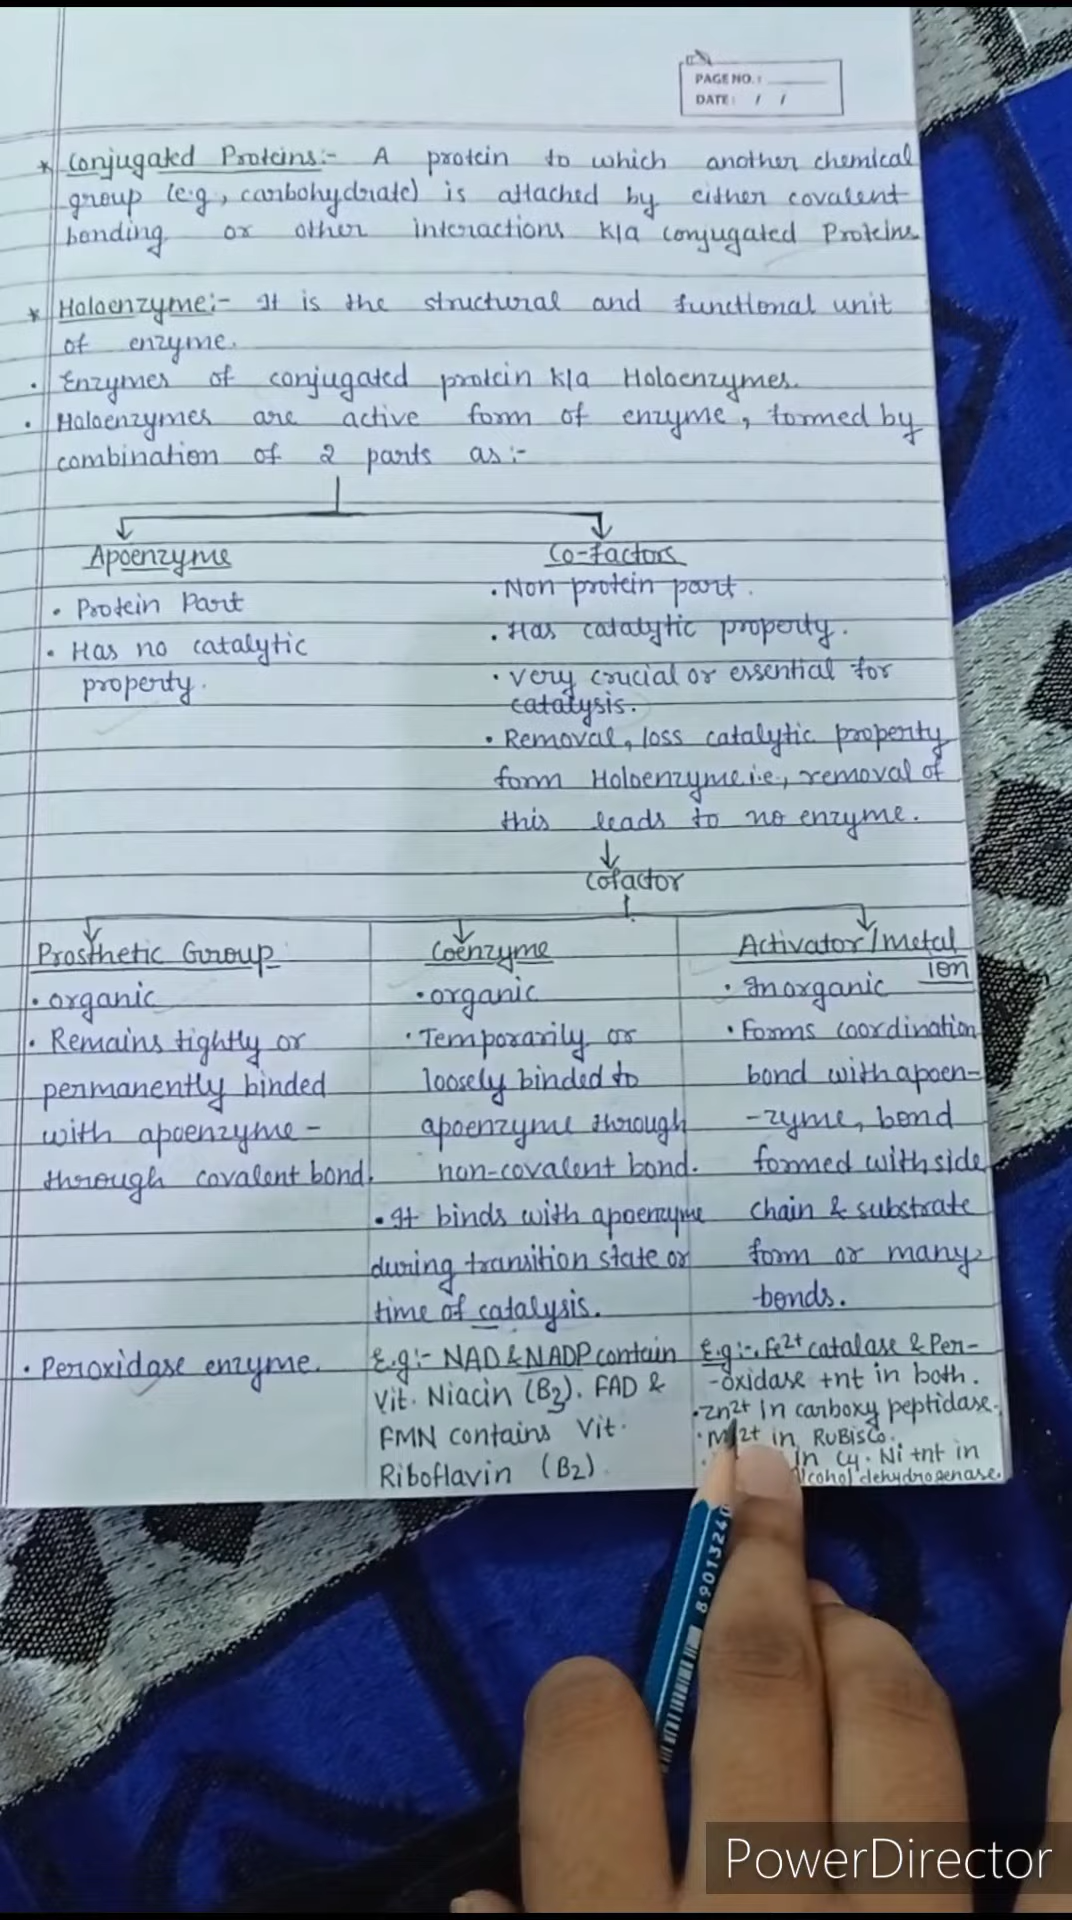 PAGE NO.:
DATE: / /
* Conjugated Proteins:- A protein to which another chemical
group (e.g, carbohydrate) is attached by either covalent
bonding or other interactions k/a conjugated Proteins
* Holoenzyme:- It is the structural and functional unit
of enzyme.
• Enzymes of conjugated protein k/a Holoenzymes.
• Holoenzymes are active form of enzyme, formed by
combination of 2 parts as:-
Apoenzyme
• Protein Part
• Has no catalytic
property.
Co-factors
• Non protein part.
• Has catalytic property.
• very crucial or essential for
catalysis.
• Removal, loss catalytic property
form Holoenzyme i.e., removal of
this leads to no enzyme.
Cofactor
Prosthetic Group
• organic
• Remains tightly or
permanently binded
with apoenzyme -
through covalent bond.
• Peroxidase enzyme.
Coenzyme
• organic
• Temporarily or
loosely binded to
apoenzyme through
non-covalent bond.
• It binds with apoenzyme
during transition state or
time of catalysis.
E.g:- NAD & NADP contain
Vit. Niacin (B3). FAD &
FMN contains Vit.
Riboflavin (B2)
Activator/Metal
ion
• Inorganic
• Forms coordination
bond with apoen-
-zyme, bond
formed with side
chain & substrate
form or many
bonds.
E.g:-. Fe2+ catalase & Per-
-oxidase +nt in both.
• Zn2+ in carboxy peptidase.
2+ in RuBisCo.
in C4. Ni +nt in
dehydrogenase.
89013240
PowerDirector